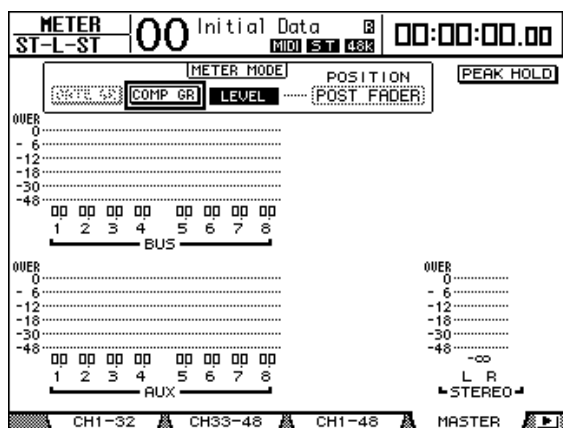 METER
ST-L-ST
00 Initial Data R
MIDI ST 48K
00:00:00.00
METER MODE
POSITION
PEAK HOLD
GATE GR COMP GR LEVEL POST FADER
OVER
0
- 6
-12
-18
-30
-48
00 00 00 00 00 00 00 00
1 2 3 4 5 6 7 8
BUS
OVER
0
- 6
-12
-18
-30
-48
00 00 00 00 00 00 00 00
1 2 3 4 5 6 7 8
AUX
OVER
0
- 6
-12
-18
-30
-48
-∞
L R
STEREO
CH1-32 CH33-48 CH1-48 MASTER